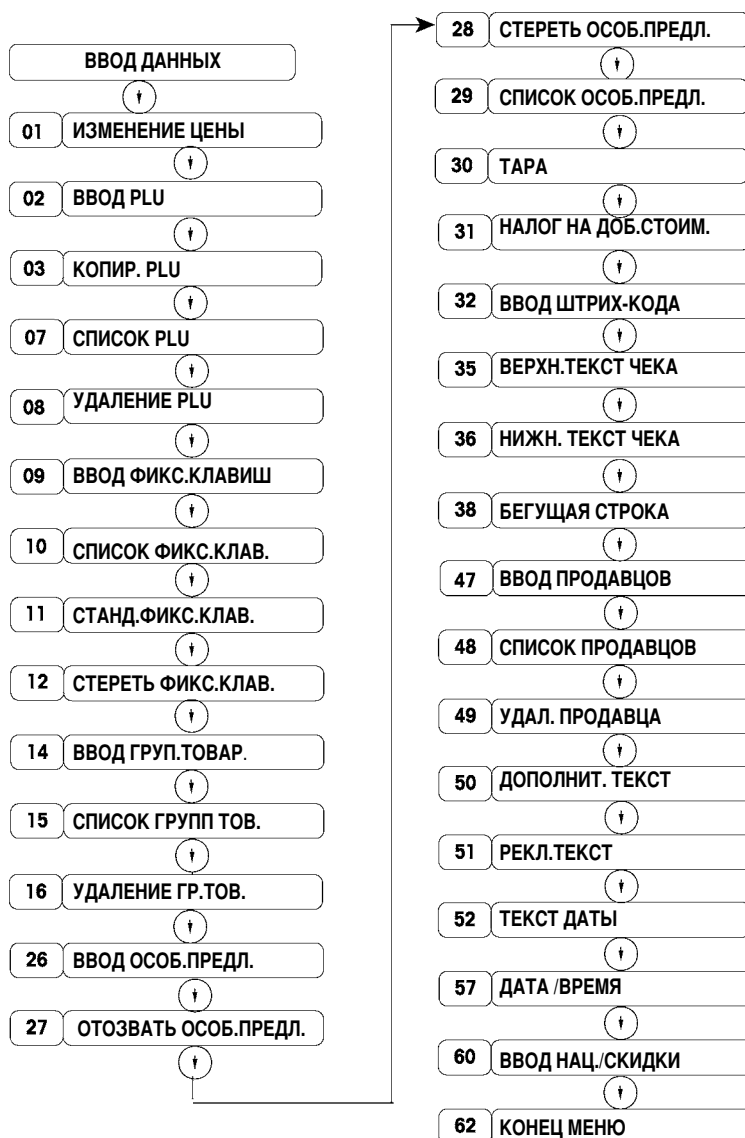 ВВОД ДАННЫХ
01 ИЗМЕНЕНИЕ ЦЕНЫ
02 ВВОД PLU
03 КОПИР. PLU
07 СПИСОК PLU
08 УДАЛЕНИЕ PLU
09 ВВОД ФИКС.КЛАВИШ
10 СПИСОК ФИКС.КЛАВ.
11 СТАНД.ФИКС.КЛАВ.
12 СТЕРЕТЬ ФИКС.КЛАВ.
14 ВВОД ГРУП.ТОВАР.
15 СПИСОК ГРУПП ТОВ.
16 УДАЛЕНИЕ ГР.ТОВ.
26 ВВОД ОСОБ.ПРЕДЛ.
27 ОТОЗВАТЬ ОСОБ.ПРЕДЛ.
28 СТЕРЕТЬ ОСОБ.ПРЕДЛ.
29 СПИСОК ОСОБ.ПРЕДЛ.
30 ТАРА
31 НАЛОГ НА ДОБ.СТОИМ.
32 ВВОД ШТРИХ-КОДА
35 ВЕРХН.ТЕКСТ ЧЕКА
36 НИЖН. ТЕКСТ ЧЕКА
38 БЕГУЩАЯ СТРОКА
47 ВВОД ПРОДАВЦОВ
48 СПИСОК ПРОДАВЦОВ
49 УДАЛ. ПРОДАВЦА
50 ДОПОЛНИТ. ТЕКСТ
51 РЕКЛ.ТЕКСТ
52 ТЕКСТ ДАТЫ
57 ДАТА /ВРЕМЯ
60 ВВОД НАЦ./СКИДКИ
62 КОНЕЦ МЕНЮ